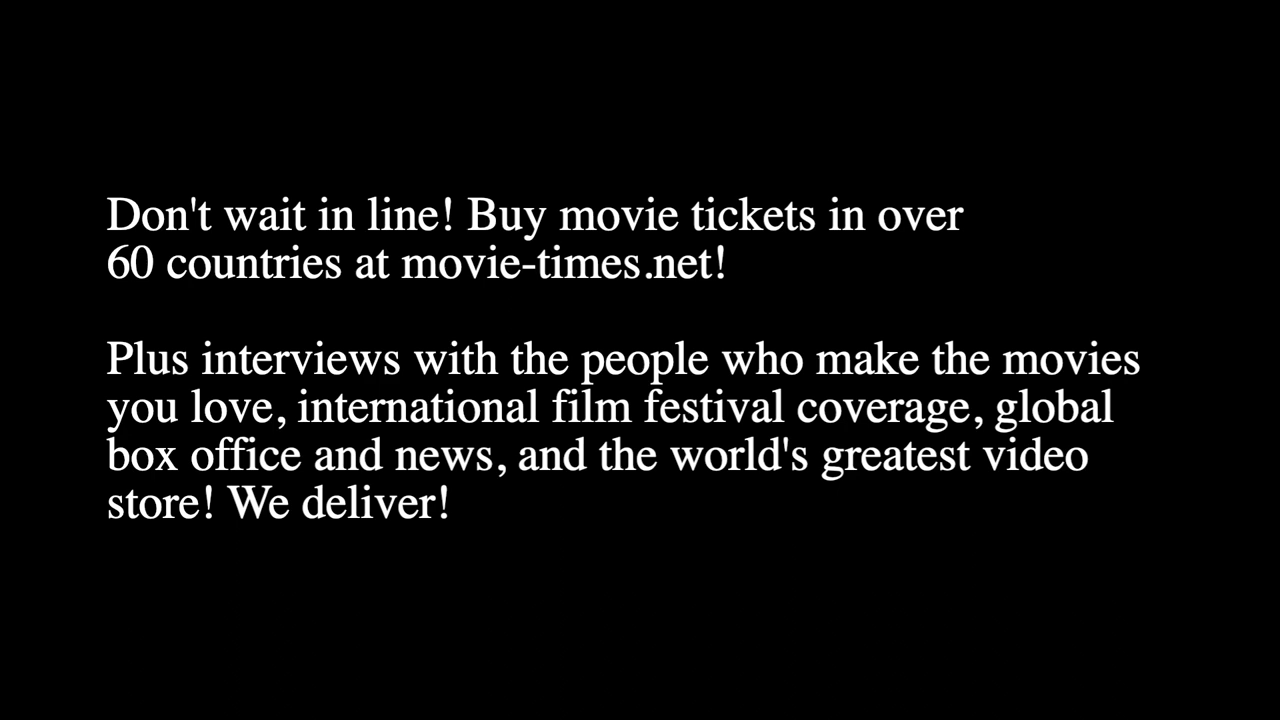 Don't wait in line! Buy movie tickets in over
60 countries at movie-times.net!
Plus interviews with the people who make the movies
you love, international film festival coverage, global
box office and news, and the world's greatest video
store! We deliver!